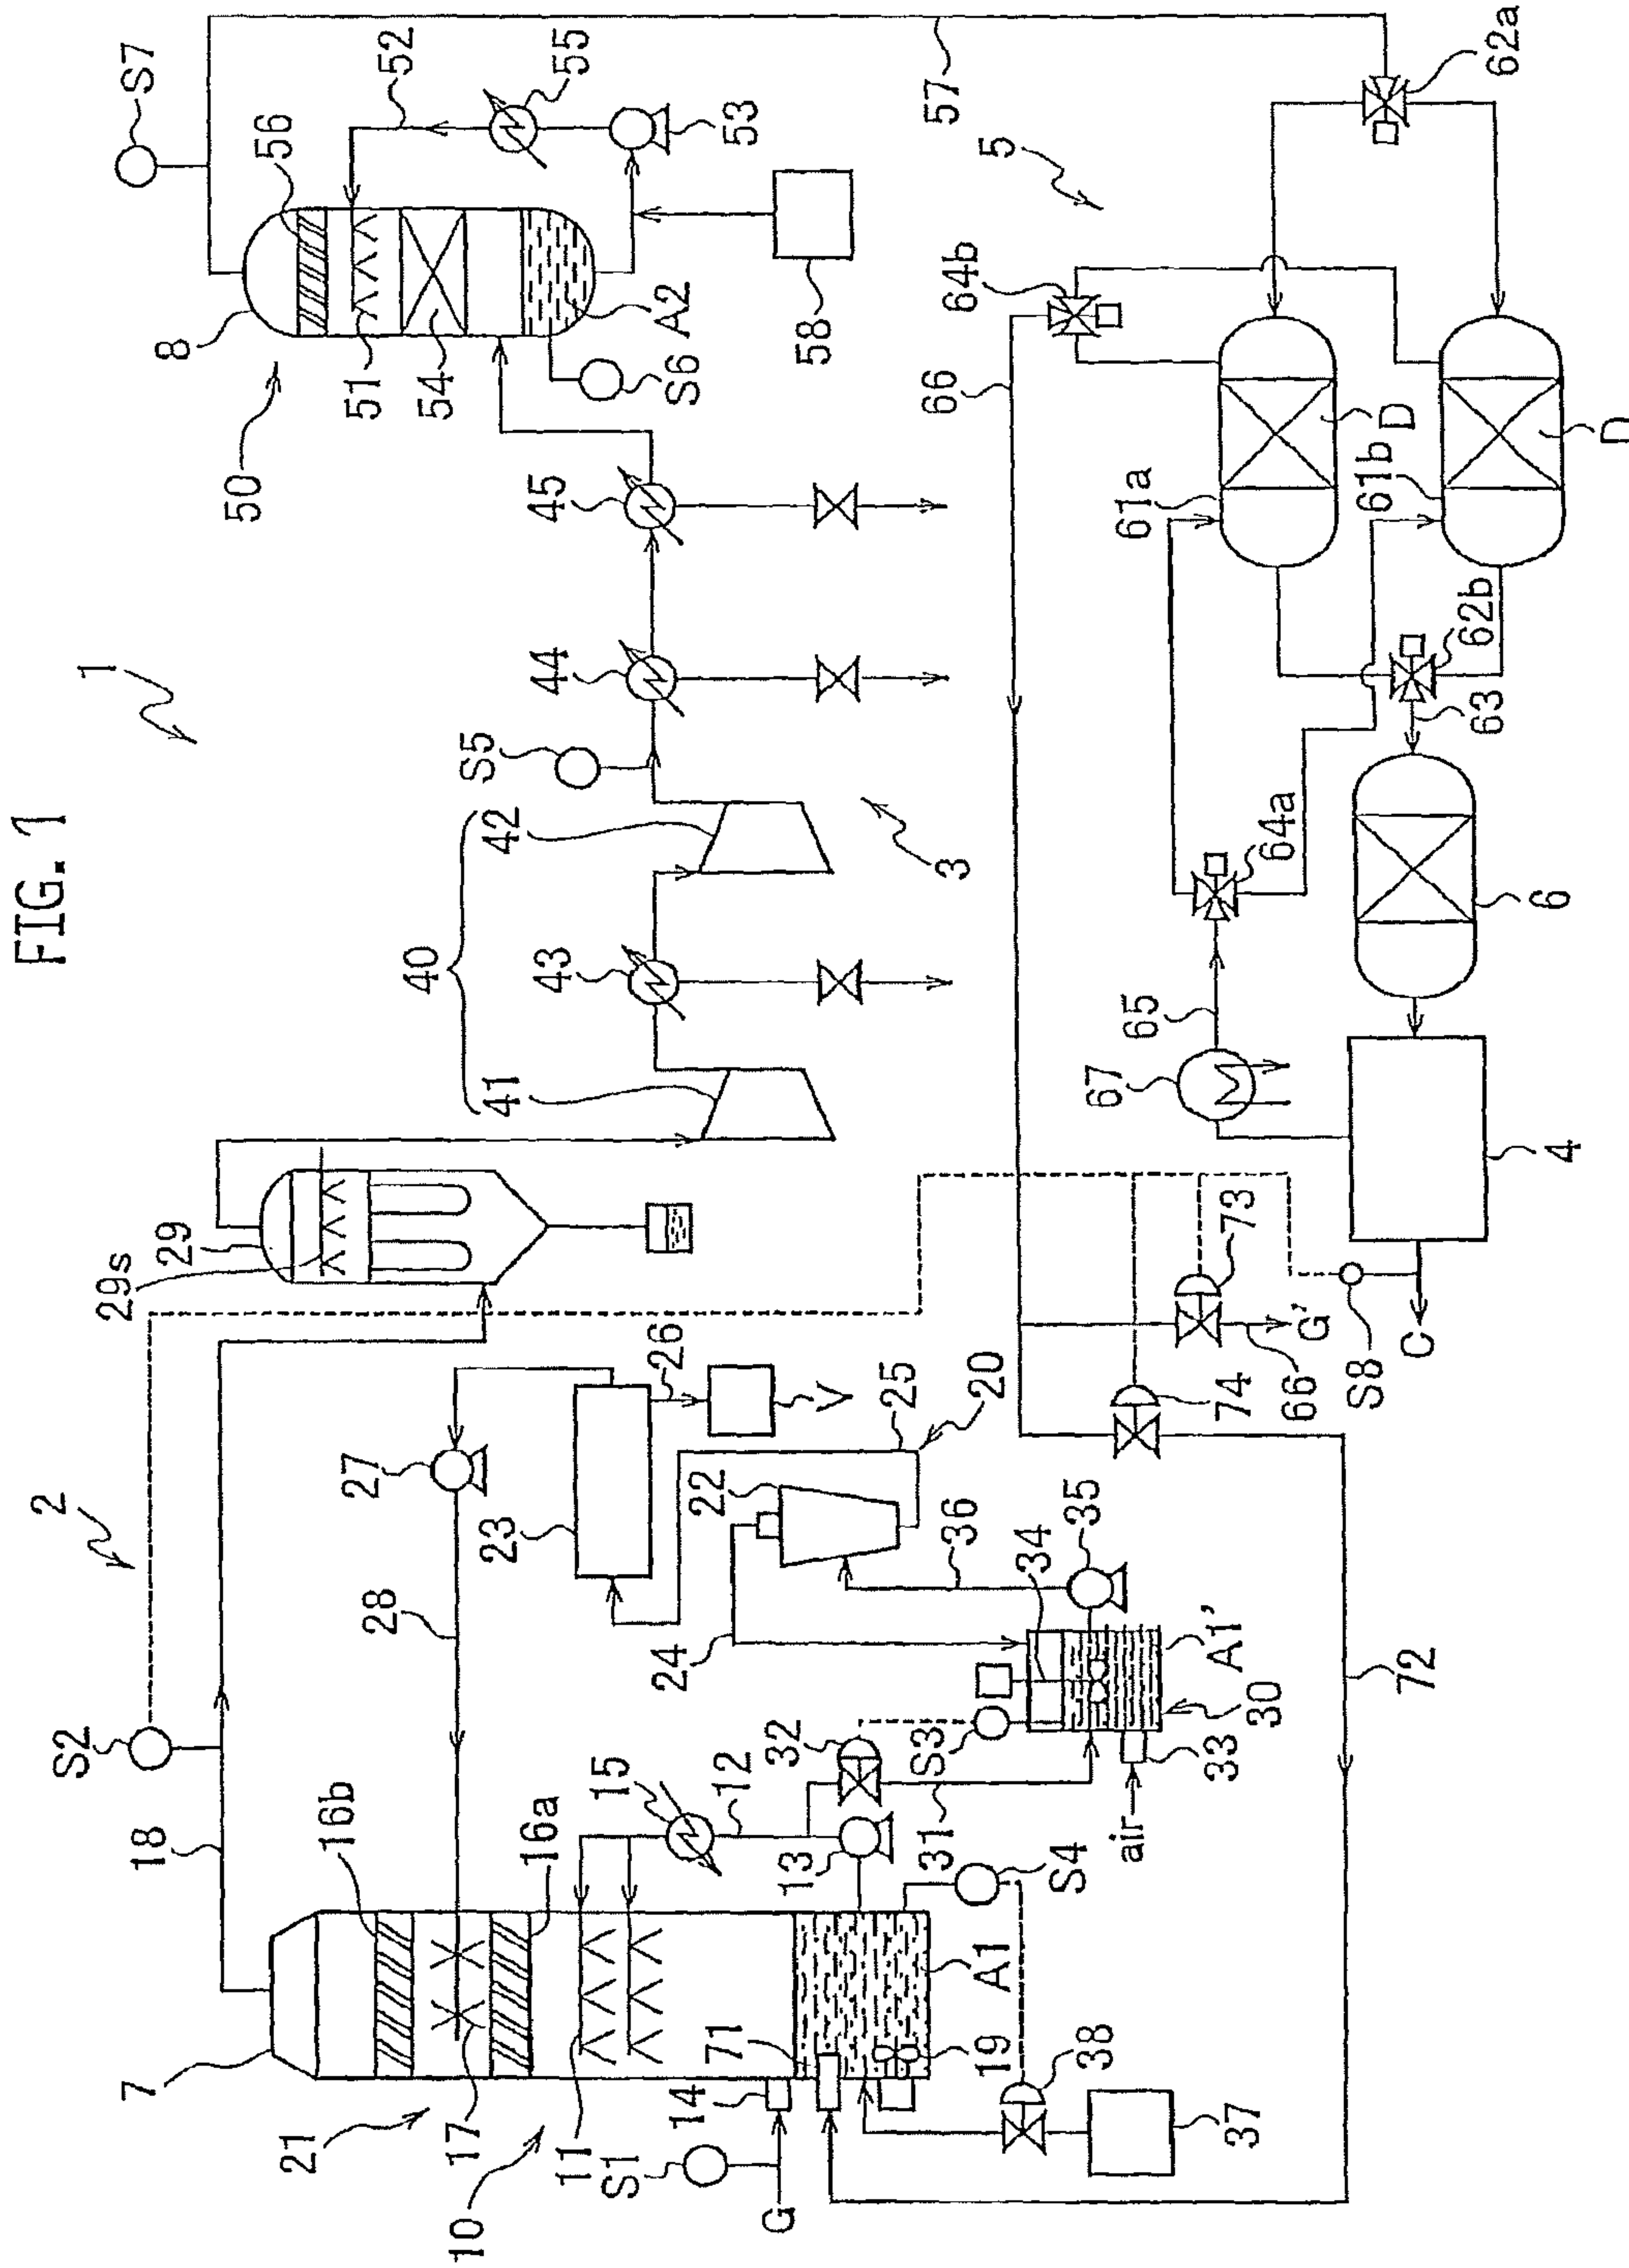 FIG. 1
1
2
S2
18
7
16b
16a
21
17
10
11
S1
G
14
71
19
A1
38
37
S4
13
31
12
15
32
S3
air
33
30
A1'
34
36
35
24
22
25
20
23
26
V
27
28
29
29s
40
41
42
43
44
45
S5
3
50
8
51
54
56
S7
52
55
53
A2
S6
58
57
5
62a
64b
66
61a
61b
D
D
62b
63
64a
65
67
6
4
C
S8
73
G'
66
74
72